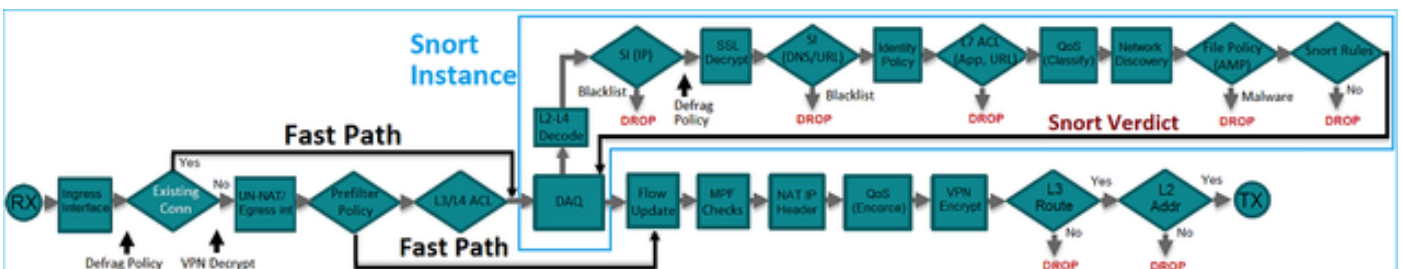 Snort
Instance
SI (IP)
SSL
Decrypt
SI
(DNS/URL)
Identity
Policy
L7 ACL
(App, URL)
QoS
(Classify)
Network
Discovery
File Policy
(AMP)
Snort Rules
Blacklist
DROP
Defrag
Policy
Blacklist
DROP
DROP
Malware
DROP
No
DROP
L2-L4
Decode
Snort Verdict
Fast Path
Yes
RX
Ingress
Interface
Existing
Conn
No
UN-NAT/
Egress int
Prefilter
Policy
L3/L4 ACL
DAQ
Flow
Update
MPF
Checks
NAT IP
Header
QoS
(Encorce)
VPN
Encrypt
L3
Route
Yes
L2
Addr
Yes
TX
Defrag Policy
VPN Decrypt
Fast Path
No
DROP
No
DROP